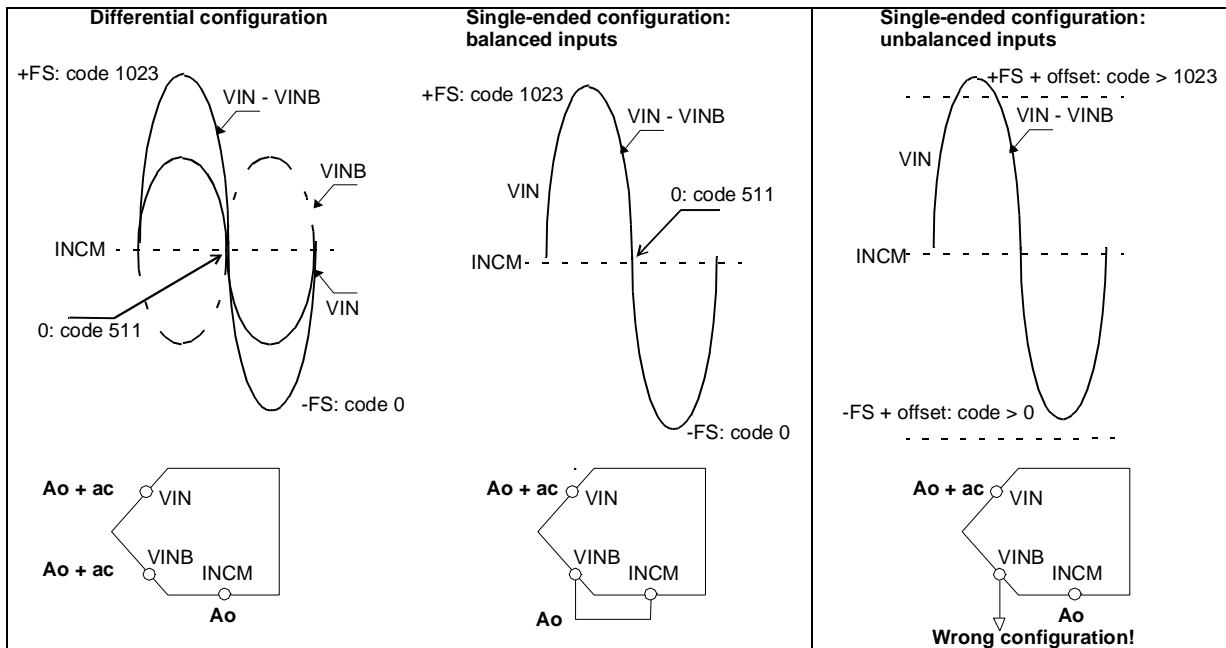 Differential configuration
+FS: code 1023
VIN - VINB
VINB
INCM
VIN
0: code 511
-FS: code 0
Ao + ac
VIN
Ao + ac
VINB
INCM
Ao
Single-ended configuration:
balanced inputs
+FS: code 1023
VIN - VINB
VIN
0: code 511
INCM
-FS: code 0
Ao + ac
VIN
VINB
INCM
Ao
Single-ended configuration:
unbalanced inputs
+FS + offset: code > 1023
VIN - VINB
VIN
INCM
-FS + offset: code > 0
Ao + ac
VIN
VINB
INCM
Ao
Wrong configuration!